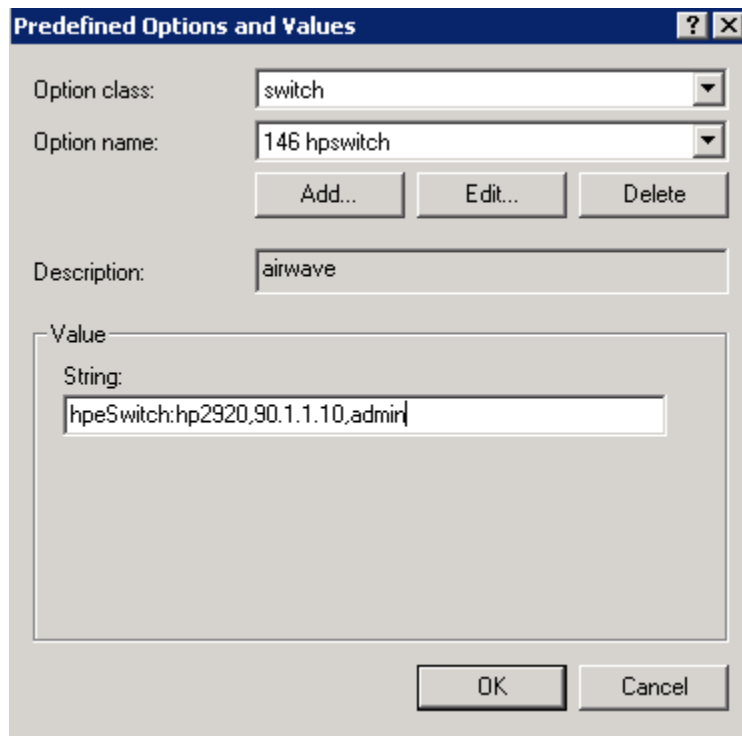 Predefined Options and Values
Option class:
switch
Option name:
146 hpswitch
Add...
Edit...
Delete
Description:
airwave
Value
String:
hpeSwitch:hp2920,90.1.1.10,admin
OK
Cancel